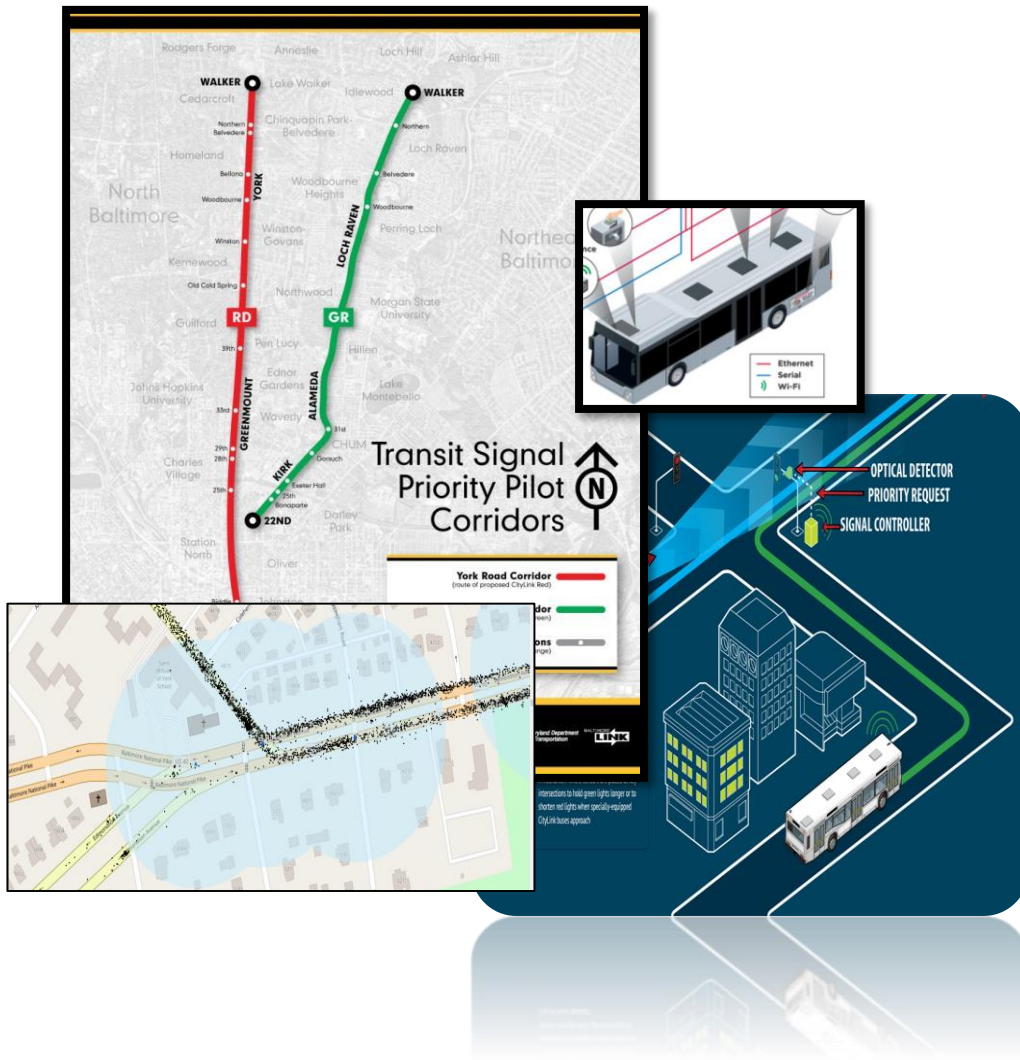 Rodgers Forge
Anneslie
Loch Hill
Ashlar Hill
WALKER
Lake Walker
Idlewood
WALKER
Cedarcroft
Northern
Belvedere
Chinquapin Park-
Belvedere
Northern
Homeland
Loch Raven
Bellona
Belvedere
North
Baltimore
YORK
Woodbourne
Heights
Woodbourne
Woodbourne
Winston
Winston-
Govans
LOCH RAVEN
Perring Loch
Kernewood
Old Cold Spring
Northwood
Morgan State
University
Guilford
RD
GR
39th
Pen Lucy
Hillen
Ednor
Gardens
Lake
Montebello
Johns Hopkins
University
33rd
GREENMOUNT
Waverly
ALAMEDA
31st
CHUM
29th
28th
Gorsuch
Charles
Village
KIRK
25th
Exeter Hall
25th
Bonaparte
22ND
Darley
Park
Station
North
Oliver
Transit Signal
Priority Pilot
Corridors
N
York Road Corridor
(route of proposed CityLink Red)
Ethernet
Serial
Wi-Fi
OPTICAL DETECTOR
PRIORITY REQUEST
SIGNAL CONTROLLER
BALTIMORE
LINK
intersections to hold green lights longer or to
shorten red lights when specially-equipped
CityLink buses approach
Baltimore National Pike
US 40
Baltimore National Pike